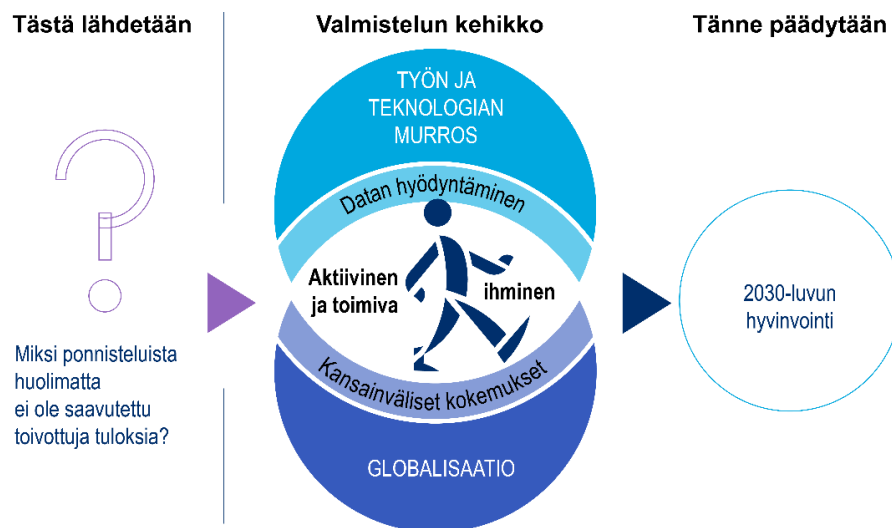 Tästä lähdetään
Valmistelun kehikko
Tänne päädytään
Miksi ponnisteluista
huolimatta
ei ole saavutettu
toivottuja tuloksia?
TYÖN JA
TEKNOLOGIAN
MURROS
Datan hyödyntäminen
Aktiivinen
ja toimiva
ihminen
Kansainväliset kokemukset
GLOBALISAATIO
2030-luvun
hyvinvointi